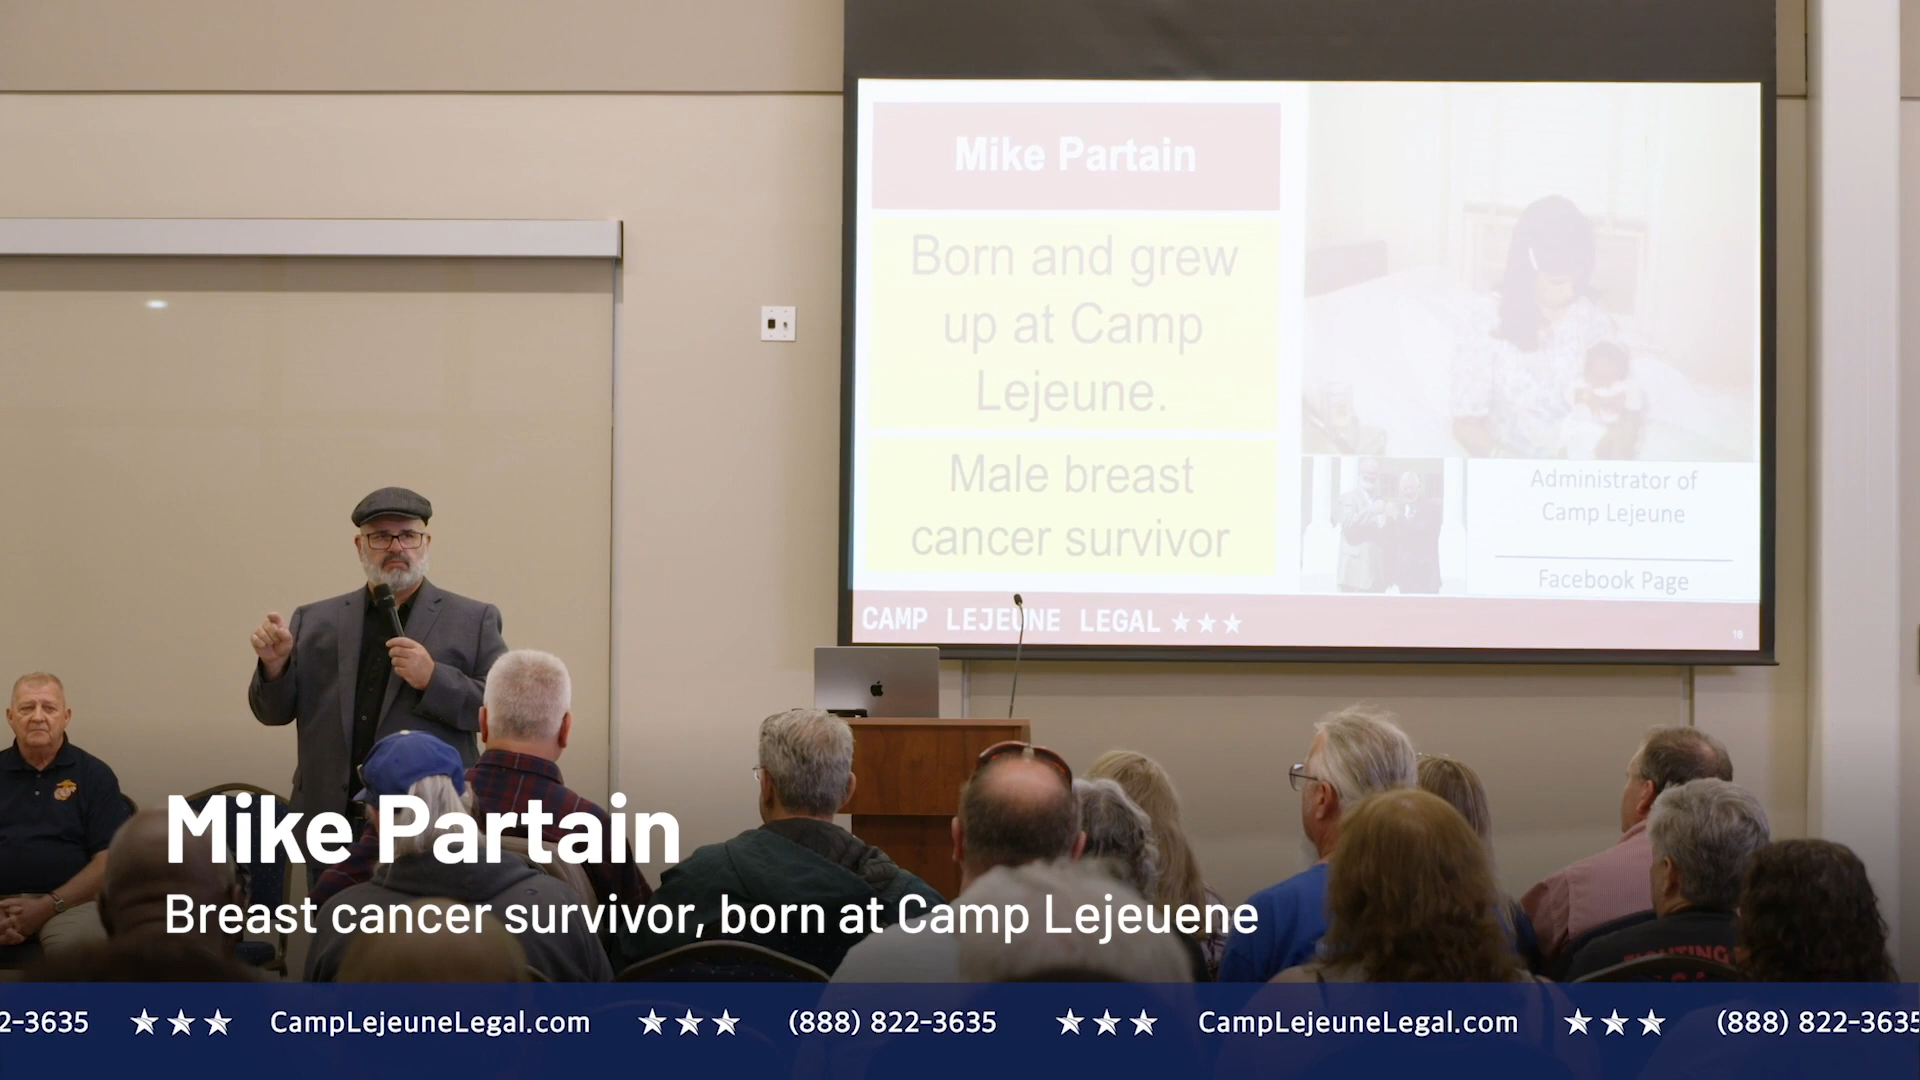 Mike Partain
Born and grew
up at Camp
Lejeune.
Male breast
cancer survivor
Administrator of
Camp Lejeune
Facebook Page
CAMP LEJEUNE LEGAL
16
Mike Partain
Breast cancer survivor, born at Camp Lejeuene
2-3635 CampLejeuneLegal.com (888) 822-3635 CampLejeuneLegal.com (888) 822-3635